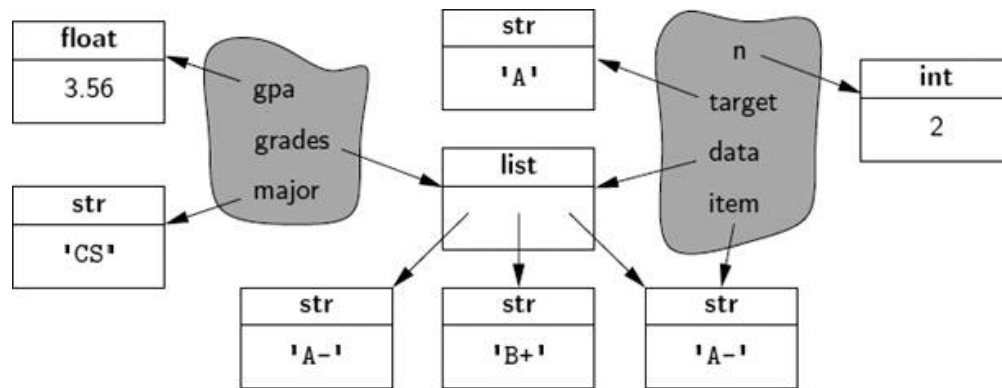 float
3.56
gpa
grades
major
str
'CS'
str
'A'
n
target
data
item
int
2
list
str
'A-'
str
'B+'
str
'A-'